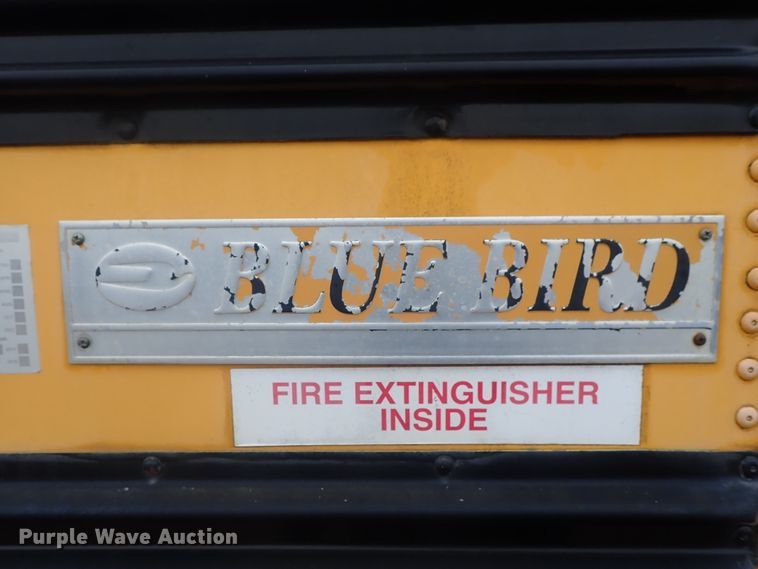 BLUE BIRD
FIRE EXTINGUISHER
INSIDE
Purple Wave Auction